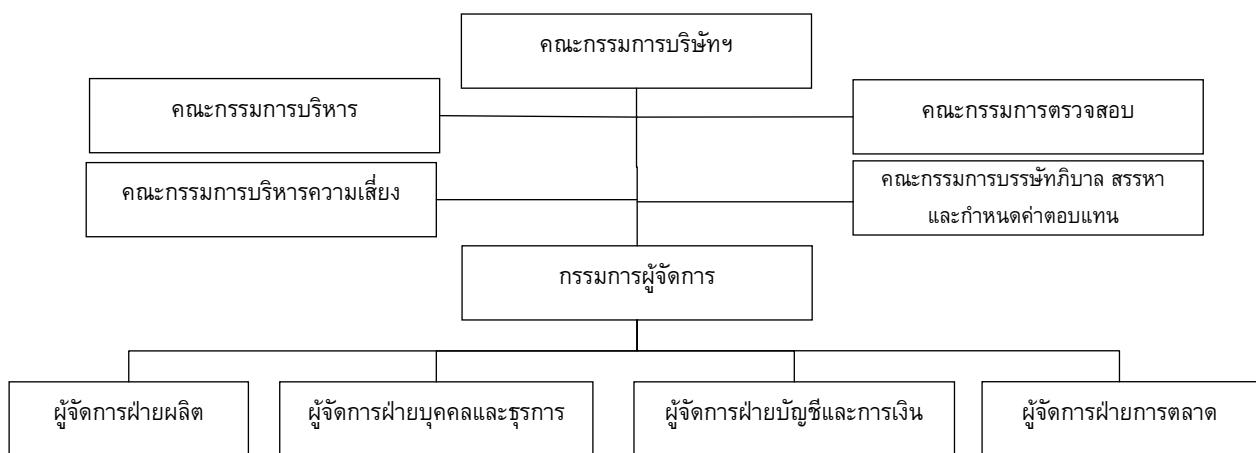 คณะกรรมการบริษัทฯ
คณะกรรมการบริหาร
คณะกรรมการตรวจสอบ
คณะกรรมการบริหารความเสี่ยง
คณะกรรมการบรรษัทภิบาล สรรหา
และกำหนดค่าตอบแทน
กรรมการผู้จัดการ
ผู้จัดการฝ่ายผลิต
ผู้จัดการฝ่ายบุคคลและธุรการ
ผู้จัดการฝ่ายบัญชีและการเงิน
ผู้จัดการฝ่ายการตลาด